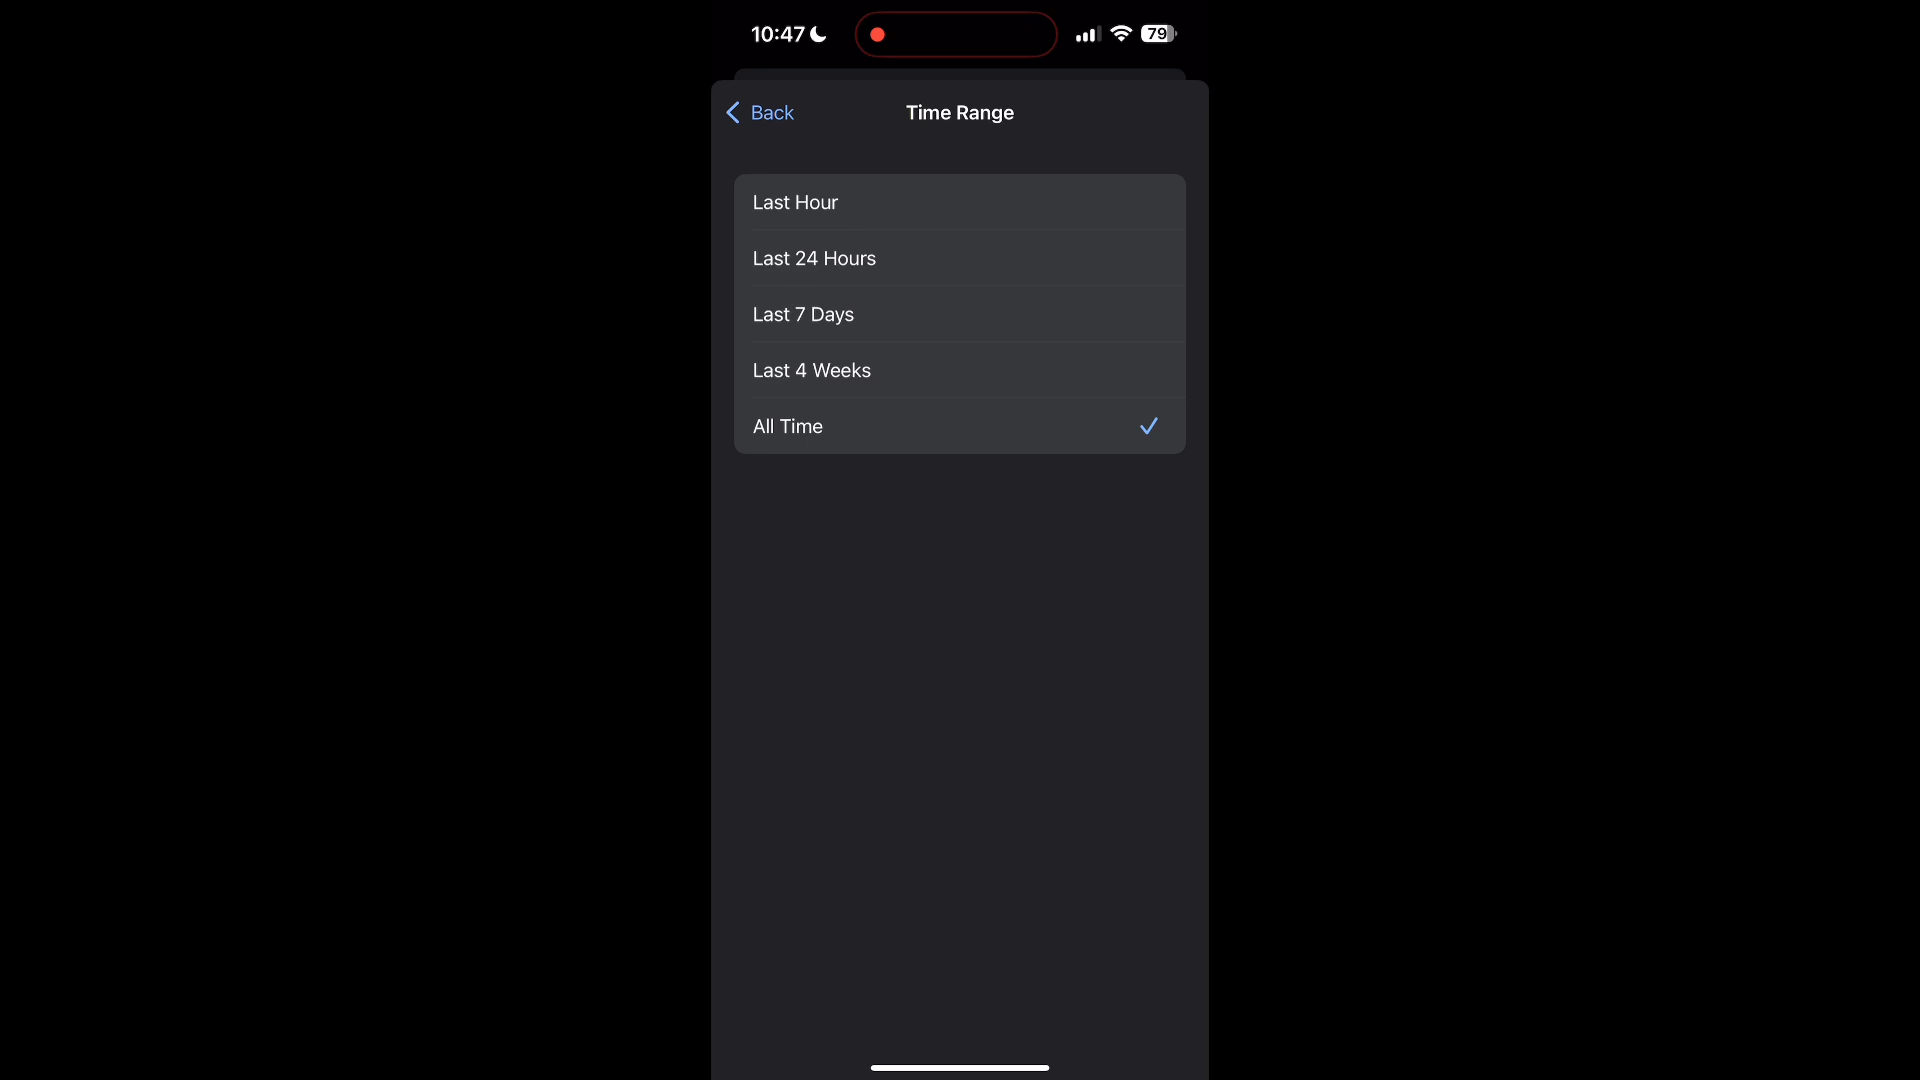 10:47
79
Back
Time Range
Last Hour
Last 24 Hours
Last 7 Days
Last 4 Weeks
All Time